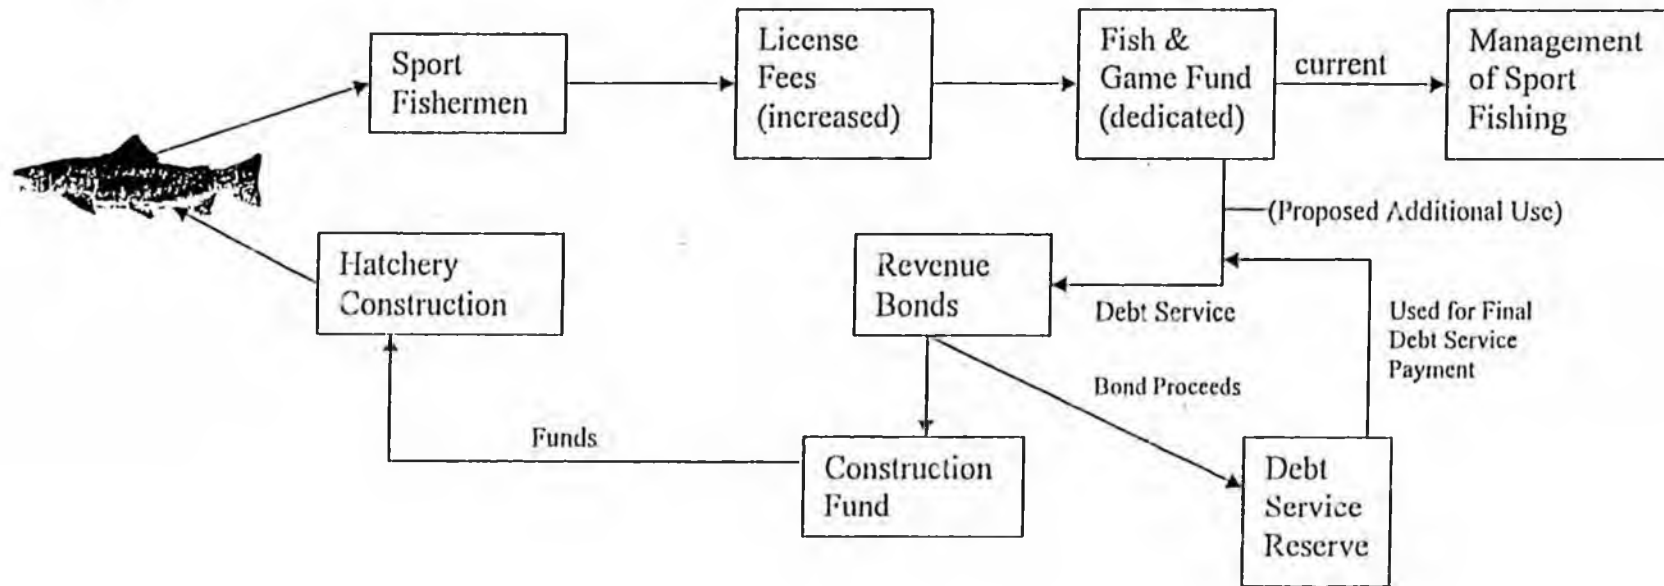 Sport
Fishermen
License
Fees
(increased)
Fish &
Game Fund
(dedicated)
current
Management
of Sport
Fishing
(Proposed Additional Use)
Hatchery
Construction
Revenue
Bonds
Debt Service
Used for Final
Debt Service
Payment
Bond Proceeds
Funds
Construction
Fund
Debt
Service
Reserve